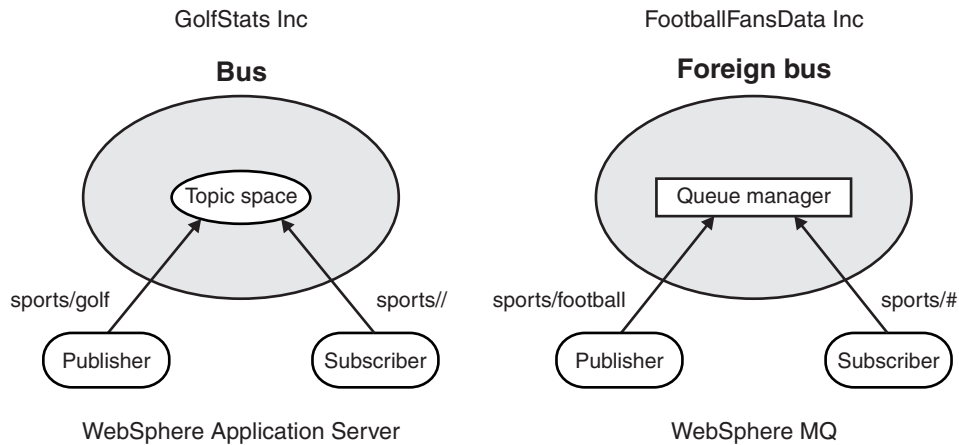 GolfStats Inc
FootballFansData Inc
Bus
Foreign bus
Topic space
Queue manager
sports/golf
sports//
sports/football
sports/#
Publisher
Subscriber
Publisher
Subscriber
WebSphere Application Server
WebSphere MQ